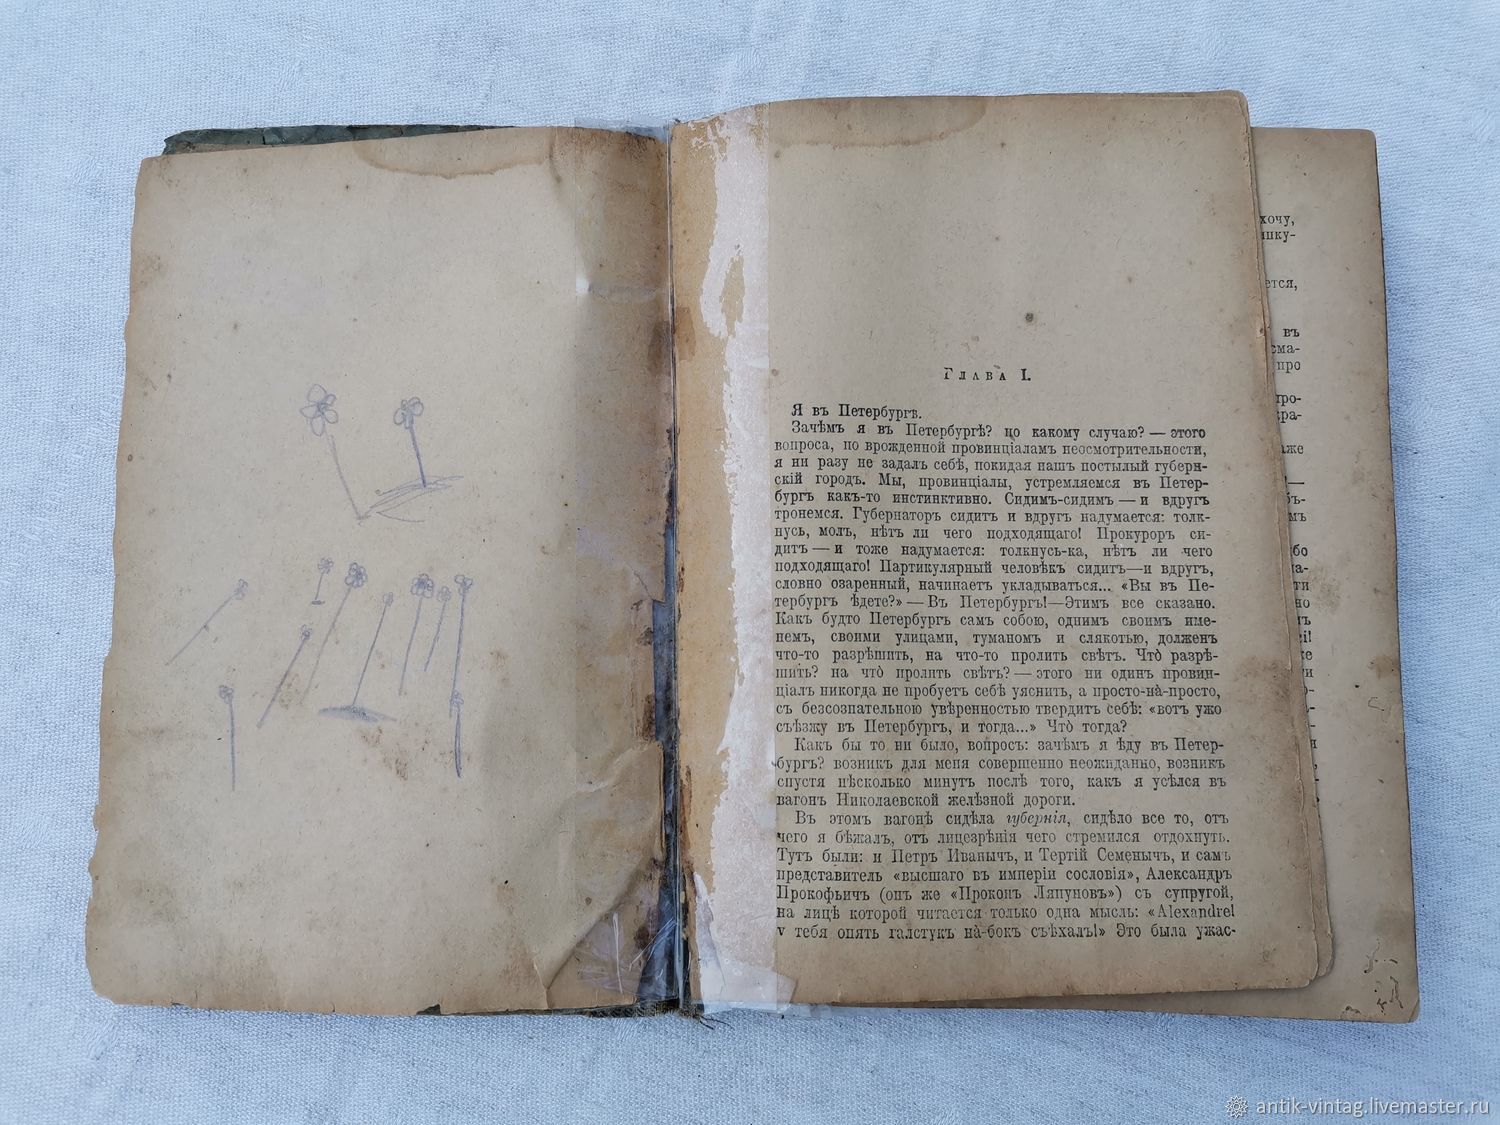 Глава I.
Я въ Петербургѣ.
Зачѣмъ я въ Петербургѣ? по какому случаю? — этого
вопроса, по врожденной провинціаламъ неосмотрительности,
я ни разу не задалъ себѣ, покидая нашъ постылый губерн-
скій городъ. Мы, провинціалы, устремляемся въ Петер-
бургъ какъ-то инстинктивно. Сидимъ-сидимъ — и вдругъ
тронемся. Губернаторъ сидитъ и вдругъ надумается: толк-
нусь, молъ, нѣтъ ли чего подходящаго! Прокуроръ си-
дитъ — и тоже надумается: толкнусь-ка, нѣтъ ли чего
подходящаго! Партикулярный человѣкъ сидитъ—и вдругъ,
словно озаренный, начинаетъ укладываться... «Вы въ Пе-
тербургъ ѣдете?» — Въ Петербургъ!—Этимъ все сказано.
Какъ будто Петербургъ самъ собою, однимъ своимъ име-
немъ, своими улицами, туманомъ и слякотью, долженъ
что-то разрѣшить, на что-то пролить свѣтъ. Что̀ разрѣ-
шить? на что̀ пролить свѣтъ? — этого ни одинъ провин-
ціалъ никогда не пробуетъ себѣ уяснить, а просто-на̀-просто,
съ безсознательною увѣренностью твердитъ себѣ: «вотъ ужо
съѣзжу въ Петербургъ, и тогда...» Что̀ тогда?
Какъ бы то ни было, вопросъ: зачѣмъ я ѣду въ Петер-
бургъ? возникъ для меня совершенно неожиданно, возникъ
спустя нѣсколько минутъ послѣ того, какъ я усѣлся въ
вагонъ Николаевской желѣзной дороги.
Въ этомъ вагонѣ сидѣла губернія, сидѣло все то, отъ
чего я бѣжалъ, отъ лицезрѣнія чего стремился отдохнуть.
Тутъ были: и Петръ Иванычъ, и Тертій Семенычъ, и самъ
представитель «высшаго въ имперіи сословія», Александръ
Прокофьичъ (онъ же «Прокопъ Ляпуновъ») съ супругой,
на лицѣ которой читается только одна мысль: «Alexandre!
у тебя опять галстукъ на̀-бокъ съѣхалъ!» Это была ужас-
хочу,
ется,
въ
сма-
про
antik-vintag.livemaster.ru